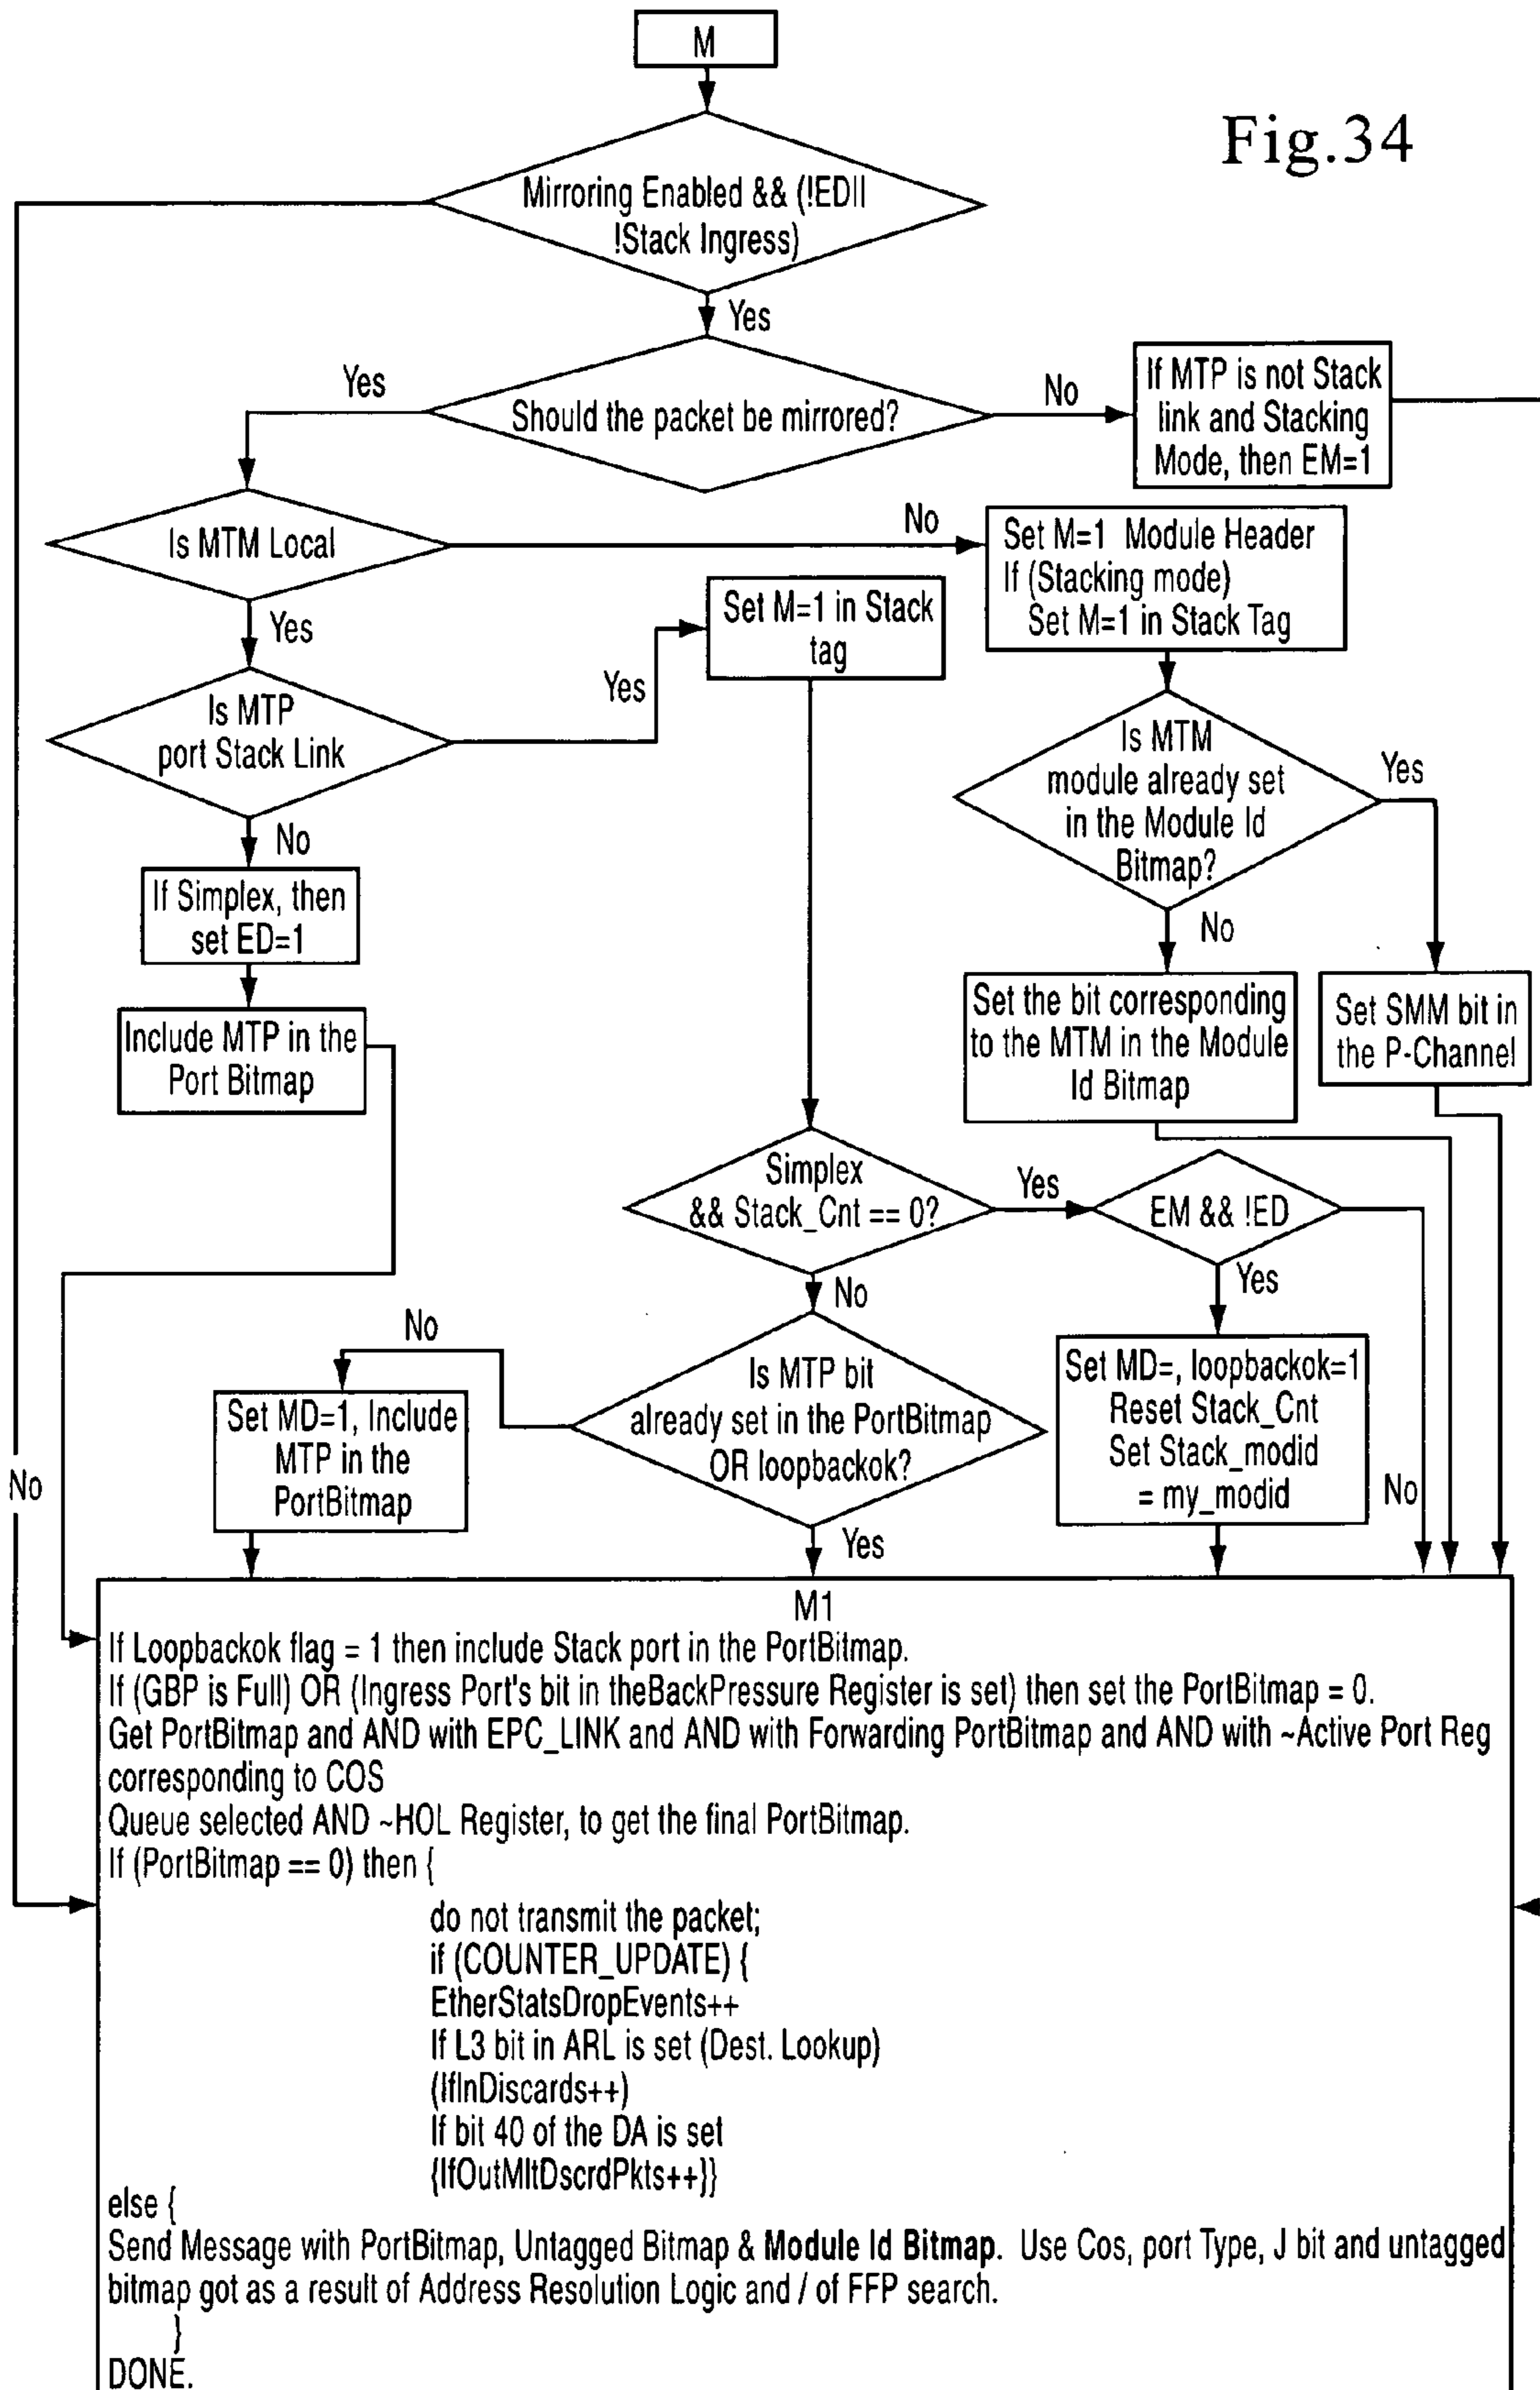 M
Fig.34
Mirroring Enabled && (!ED||
!Stack Ingress)
Yes
Yes
Should the packet be mirrored?
No
If MTP is not Stack
link and Stacking
Mode, then EM=1
Is MTM Local
No
Set M=1 Module Header
If (Stacking mode)
Set M=1 in Stack Tag
Yes
Set M=1 in Stack
tag
Is MTP
port Stack Link
Yes
Is MTM
module already set
in the Module Id
Bitmap?
Yes
No
If Simplex, then
set ED=1
No
Include MTP in the
Port Bitmap
Set the bit corresponding
to the MTM in the Module
Id Bitmap
Set SMM bit in
the P-Channel
Simplex
&& Stack_Cnt == 0?
Yes
EM && !ED
No
Yes
No
Is MTP bit
already set in the PortBitmap
OR loopbackok?
Set MD=1, Include
MTP in the
PortBitmap
Set MD=, loopbackok=1
Reset Stack_Cnt
Set Stack_modid
= my_modid
No
No
Yes
M1
If Loopbackok flag = 1 then include Stack port in the PortBitmap.
If (GBP is Full) OR (Ingress Port's bit in theBackPressure Register is set) then set the PortBitmap = 0.
Get PortBitmap and AND with EPC_LINK and AND with Forwarding PortBitmap and AND with ~Active Port Reg
corresponding to COS
Queue selected AND ~HOL Register, to get the final PortBitmap.
If (PortBitmap == 0) then {
do not transmit the packet;
if (COUNTER_UPDATE) {
EtherStatsDropEvents++
If L3 bit in ARL is set (Dest. Lookup)
(IfInDiscards++)
If bit 40 of the DA is set
{IfOutMltDscrdPkts++}}
else {
Send Message with PortBitmap, Untagged Bitmap & Module Id Bitmap. Use Cos, port Type, J bit and untagged
bitmap got as a result of Address Resolution Logic and / of FFP search.
}
DONE.